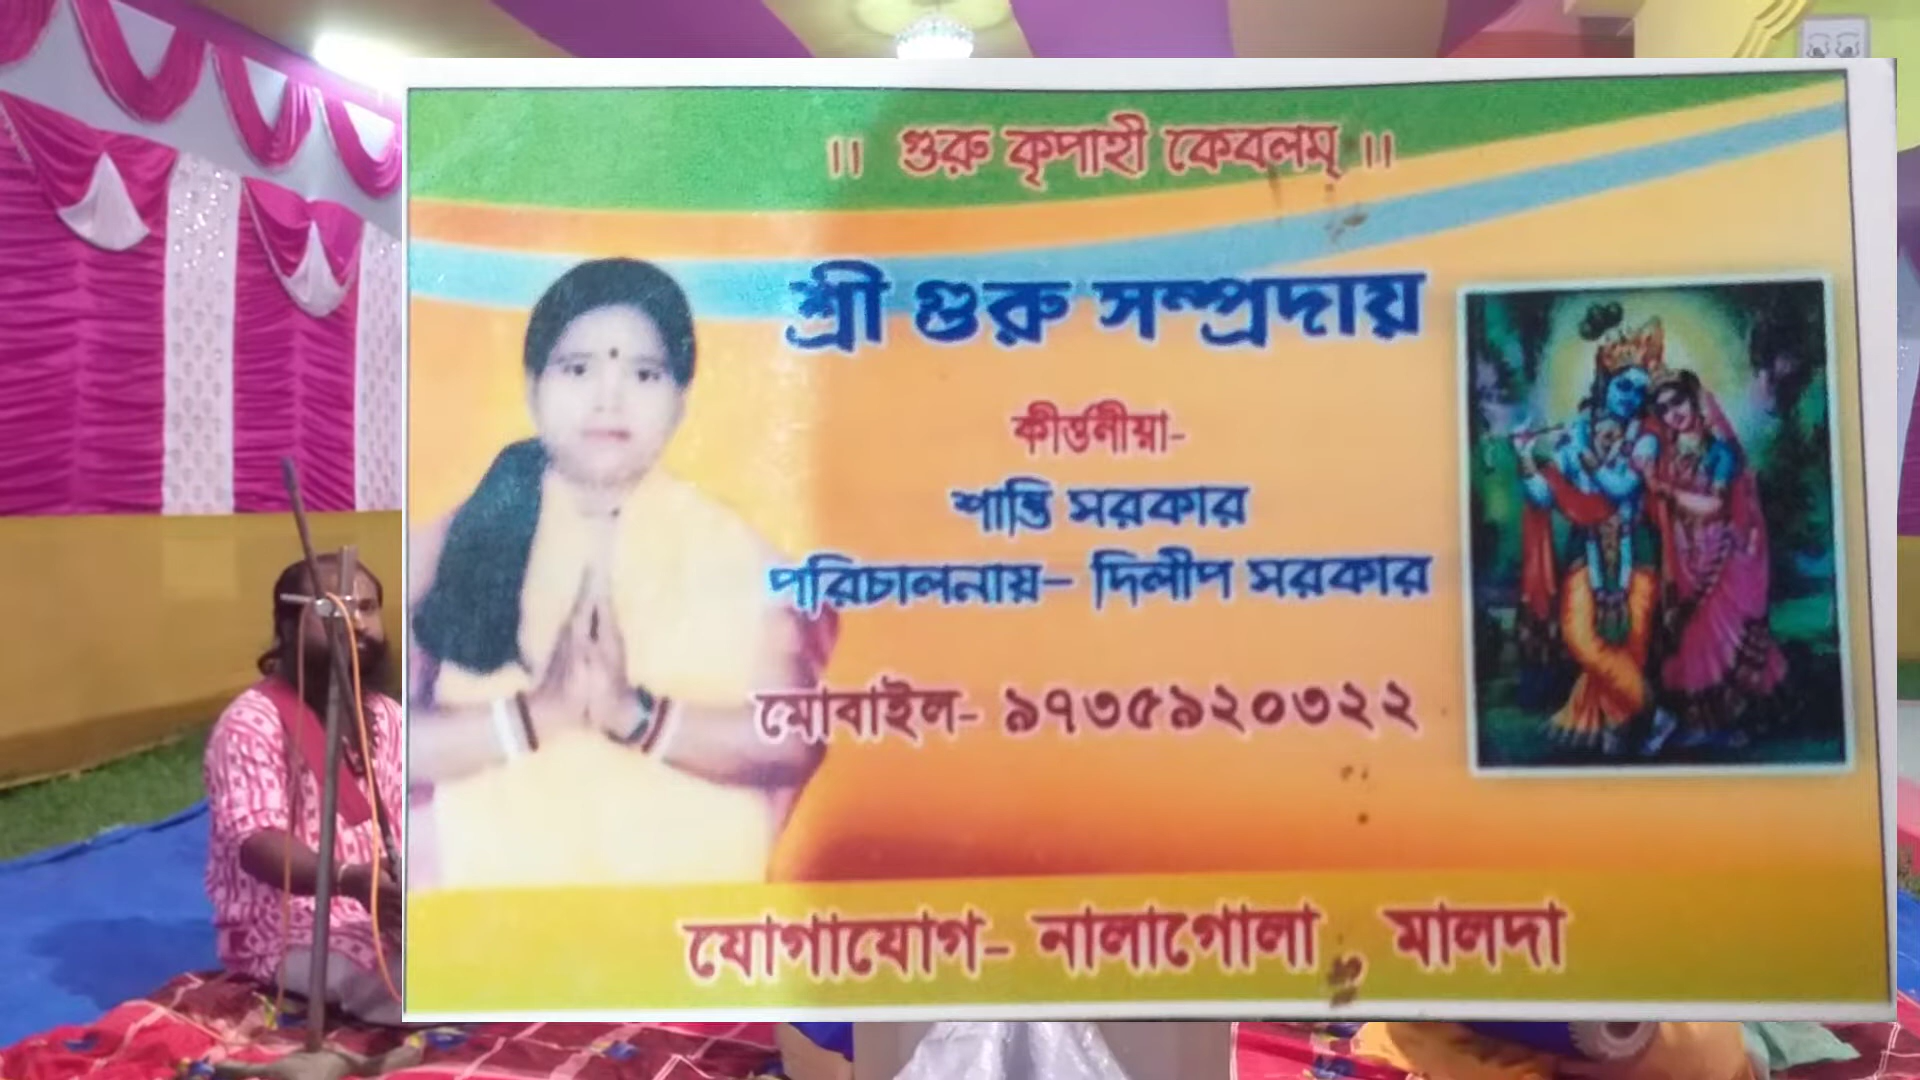 ॥ গুরু কৃপাহী কেবলম্ ॥
শ্রী গুরু সম্প্রদায়
কীর্ত্তনীয়া-
শান্তি সরকার
পরিচালনায়- দিলীপ সরকার
মোবাইল- ৯৭৩৫৯২০৩২২
যোগাযোগ- নালাগোলা, মালদা